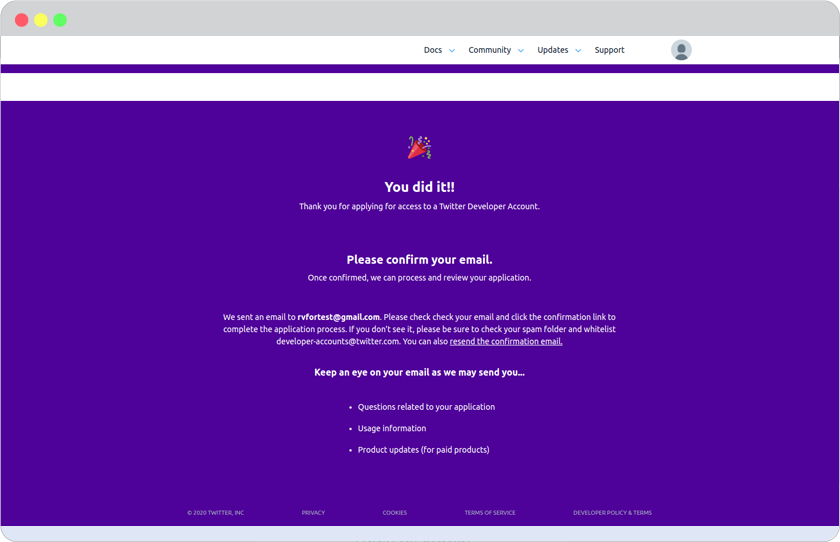 Docs Community Updates Support
You did it!!
Thank you for applying for access to a Twitter Developer Account.
Please confirm your email.
Once confirmed, we can process and review your application.
We sent an email to rvfortest@gmail.com. Please check check your email and click the confirmation link to
complete the application process. If you don't see it, please be sure to check your spam folder and whitelist
developer-accounts@twitter.com. You can also resend the confirmation email.
Keep an eye on your email as we may send you...
• Questions related to your application
• Usage information
• Product updates (for paid products)
© 2020 TWITTER, INC PRIVACY COOKIES TERMS OF SERVICE DEVELOPER POLICY & TERMS